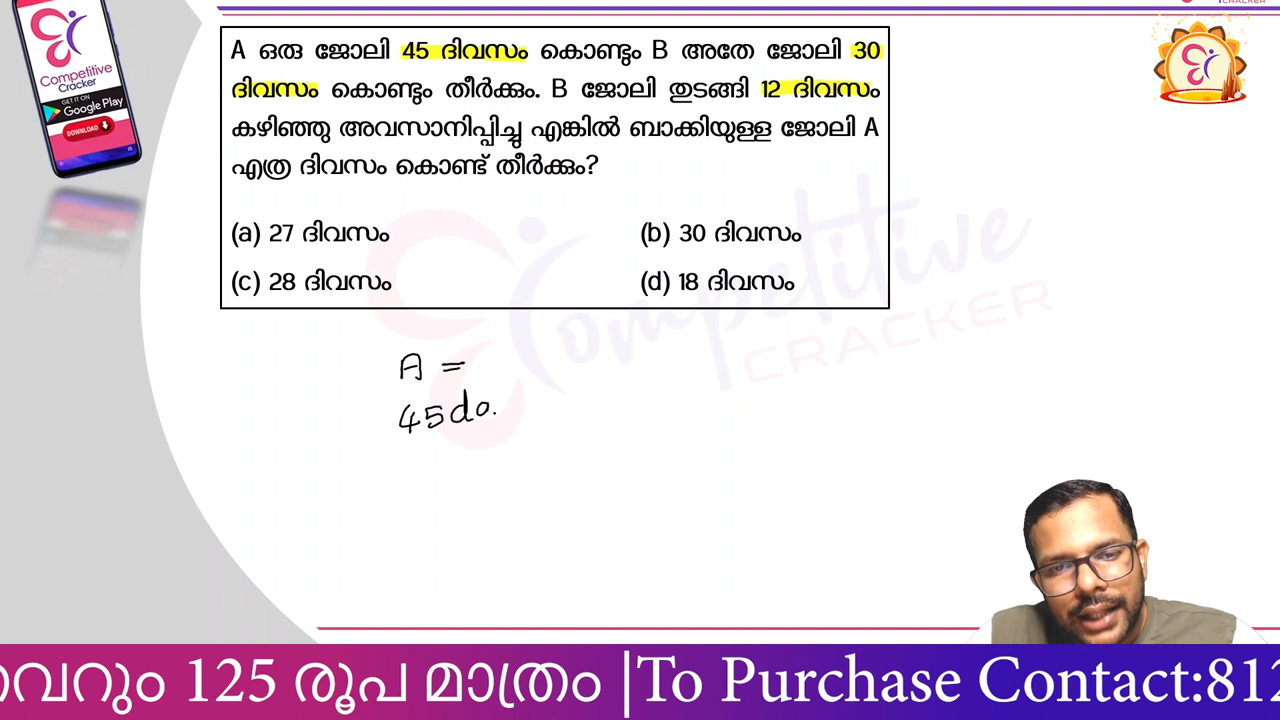 CRACKER
Competitive
Cracker
GET IT ON
Google Play
DOWNLOAD
A ഒരു ജോലി 45 ദിവസം കൊണ്ടും B അതേ ജോലി 30
ദിവസം കൊണ്ടും തീർക്കും. B ജോലി തുടങ്ങി 12 ദിവസം
കഴിഞ്ഞു അവസാനിപ്പിച്ചു എങ്കിൽ ബാക്കിയുള്ള ജോലി A
എത്ര ദിവസം കൊണ്ട് തീർക്കും?
(a) 27 ദിവസം
(b) 30 ദിവസം
(c) 28 ദിവസം
(d) 18 ദിവസം
Competitive
CRACKER
A =
45da.
വെറും 125 രൂപ മാത്രം |To Purchase Contact:812